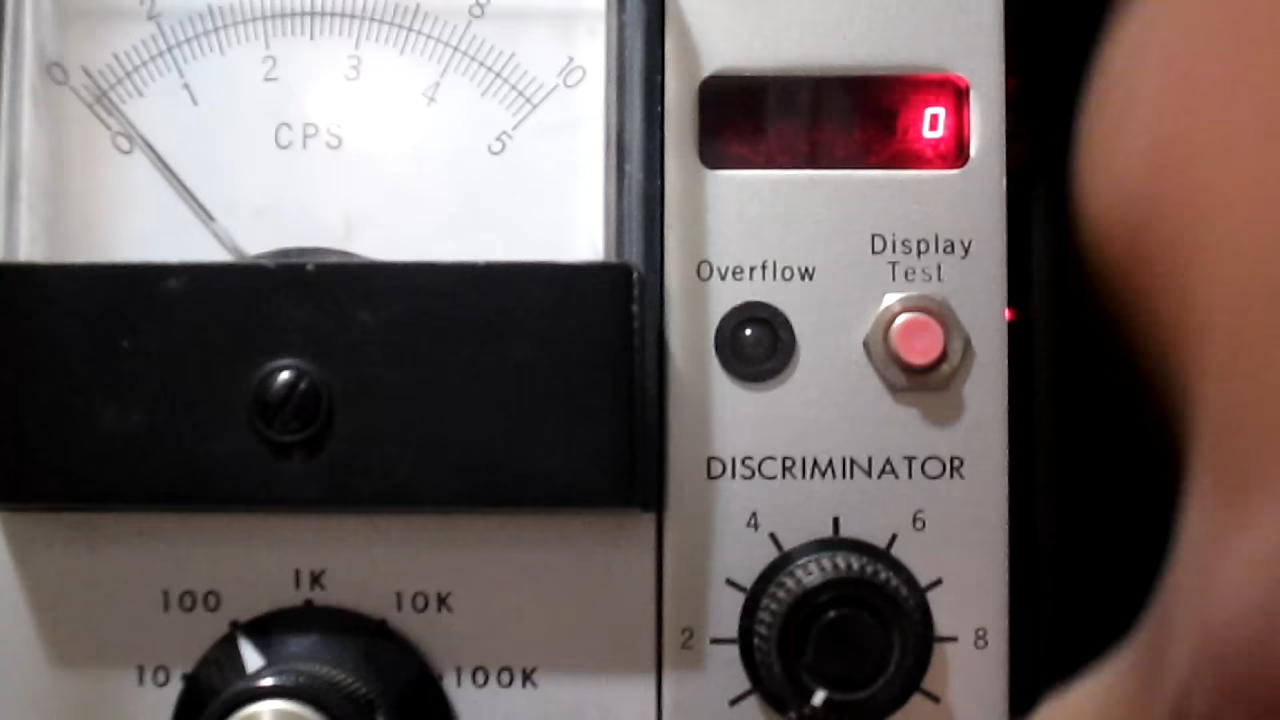 2 8
0 10
1 2 3 4
0 5
CPS
0
Overflow
Display
Test
DISCRIMINATOR
4 6
2 8
1K
100 10K
10 100K